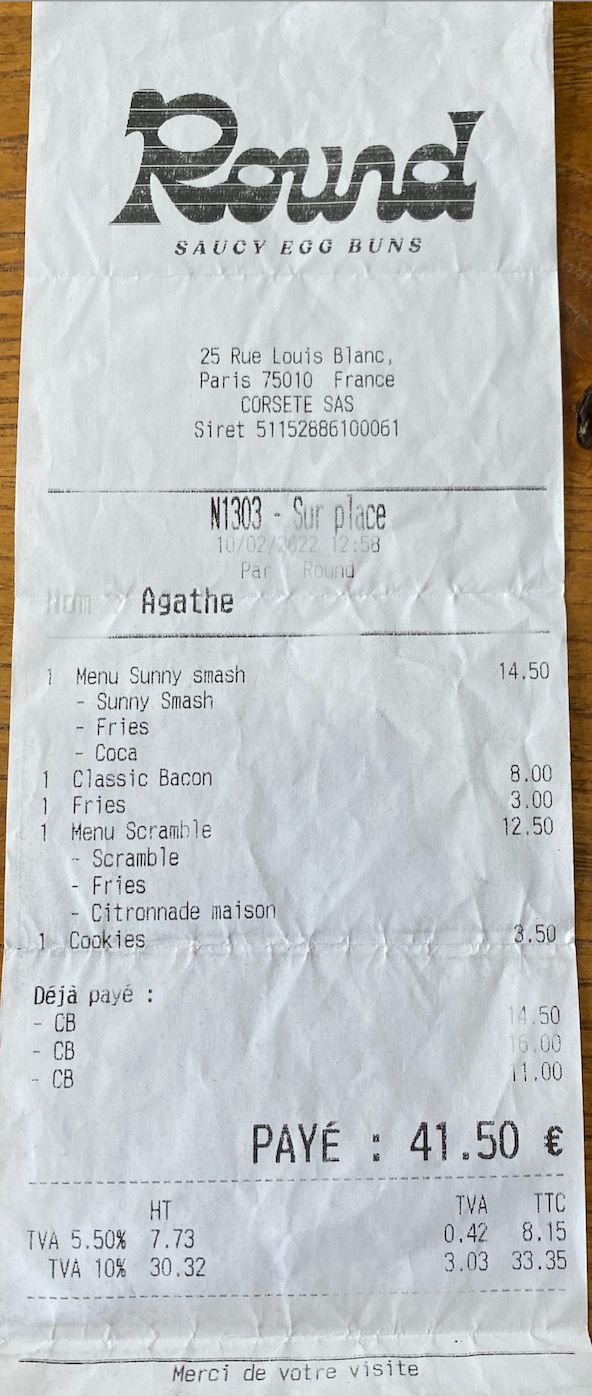 Round
SAUCY EGG BUNS
25 Rue Louis Blanc,
Paris 75010 France
CORSETE SAS
Siret 51152886100061
N1303 - Sur place
10/02/2022 12:58
Par : Round
Nom : Agathe
1 Menu Sunny smash 14.50
- Sunny Smash
- Fries
- Coca
1 Classic Bacon 8.00
1 Fries 3.00
1 Menu Scramble 12.50
- Scramble
- Fries
- Citronnade maison
1 Cookies 3.50
Déjà payé :
- CB 14.50
- CB 16.00
- CB 11.00
PAYÉ : 41.50 €
HT TVA TTC
TVA 5.50% 7.73 0.42 8.15
TVA 10% 30.32 3.03 33.35
Merci de votre visite